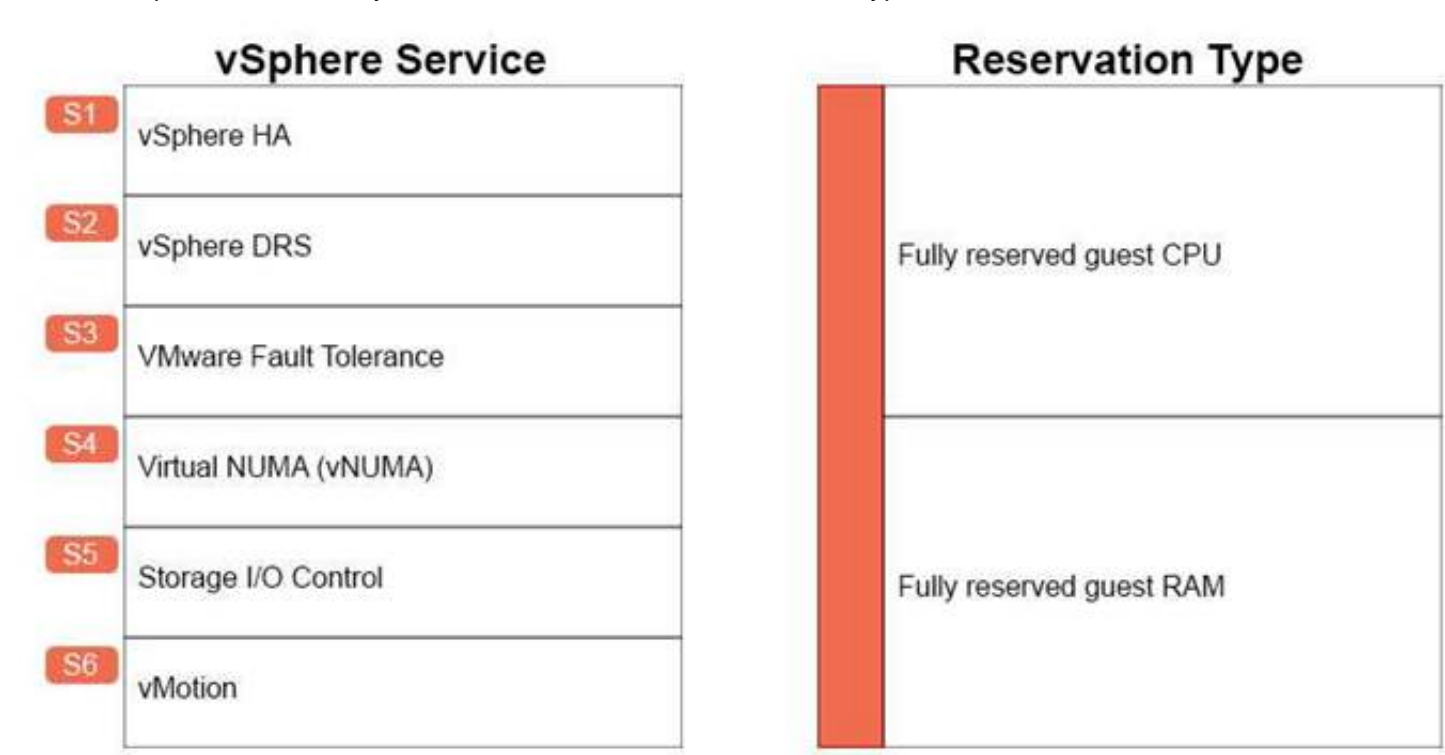 vSphere Service
Reservation Type
S1
vSphere HA
S2
vSphere DRS
Fully reserved guest CPU
S3
VMware Fault Tolerance
S4
Virtual NUMA (vNUMA)
S5
Storage I/O Control
Fully reserved guest RAM
S6
vMotion